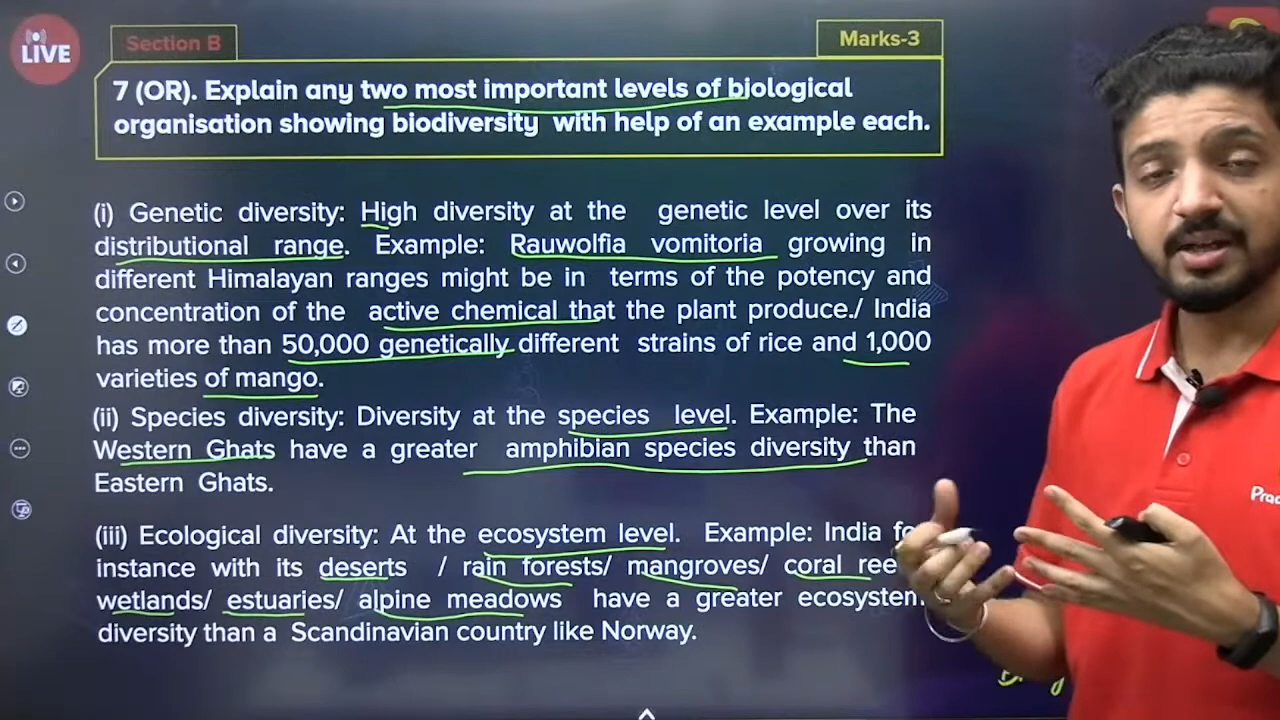 LIVE
Section B
Marks-3
7 (OR). Explain any two most important levels of biological
organisation showing biodiversity with help of an example each.
(i) Genetic diversity: High diversity at the genetic level over its
distributional range. Example: Rauwolfia vomitoria growing in
different Himalayan ranges might be in terms of the potency and
concentration of the active chemical that the plant produce./ India
has more than 50,000 genetically different strains of rice and 1,000
varieties of mango.
(ii) Species diversity: Diversity at the species level. Example: The
Western Ghats have a greater amphibian species diversity than
Eastern Ghats.
(iii) Ecological diversity: At the ecosystem level. Example: India fo
instance with its deserts / rain forests/ mangroves/ coral ree
wetlands/ estuaries/ alpine meadows have a greater ecosystem
diversity than a Scandinavian country like Norway.